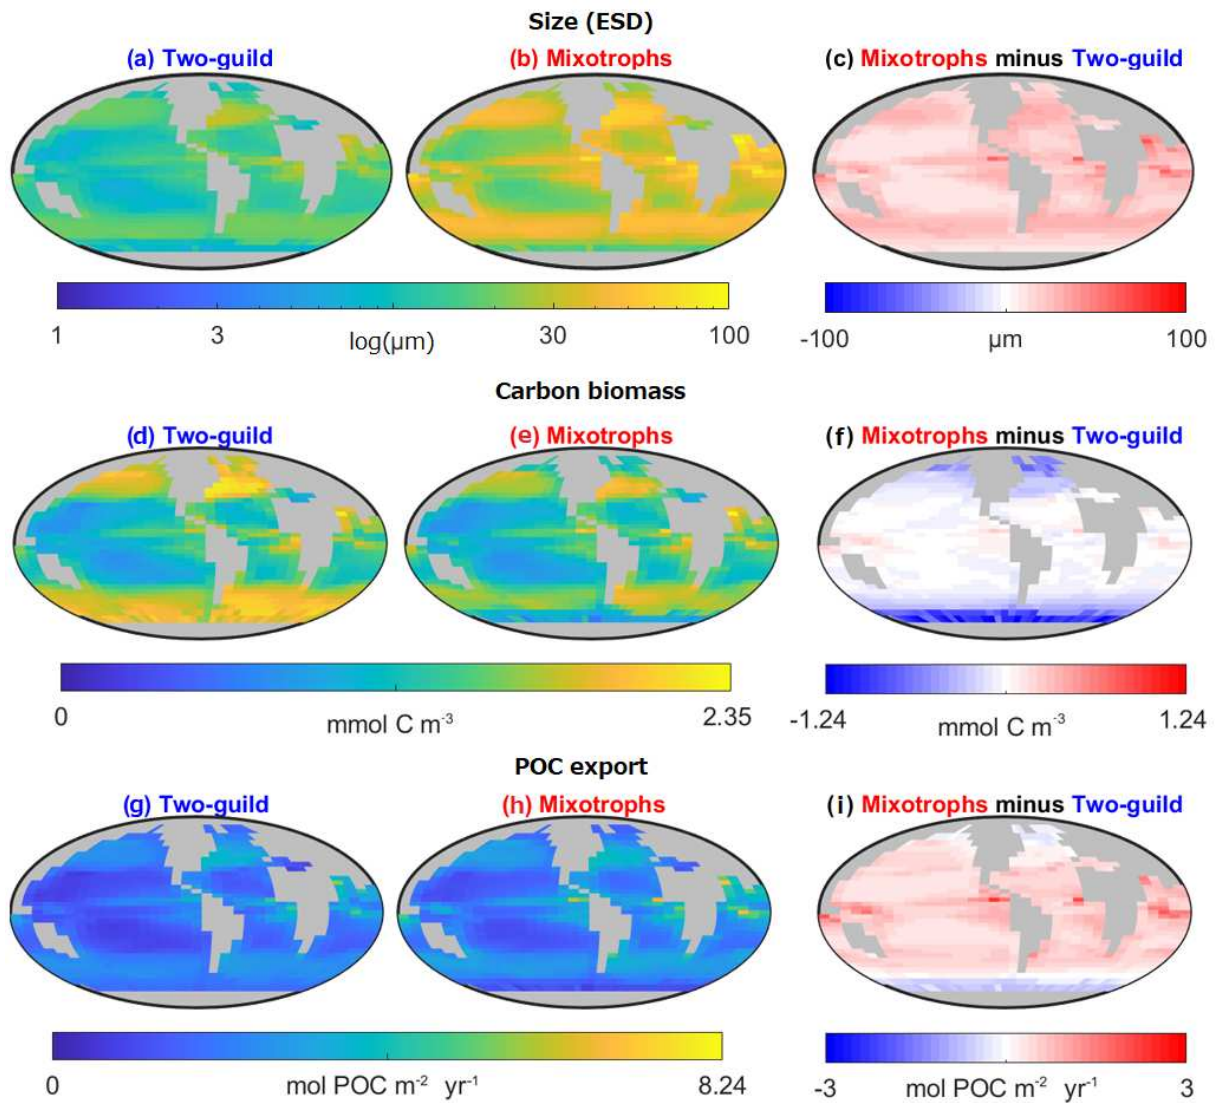 Size (ESD)
(a) Two-guild (b) Mixotrophs (c) Mixotrophs minus Two-guild
1 3 log(µm) 30 100 -100 µm 100
Carbon biomass
(d) Two-guild (e) Mixotrophs (f) Mixotrophs minus Two-guild
0 mmol C m⁻³ 2.35 -1.24 mmol C m⁻³ 1.24
POC export
(g) Two-guild (h) Mixotrophs (i) Mixotrophs minus Two-guild
0 mol POC m⁻² yr⁻¹ 8.24 -3 mol POC m⁻² yr⁻¹ 3